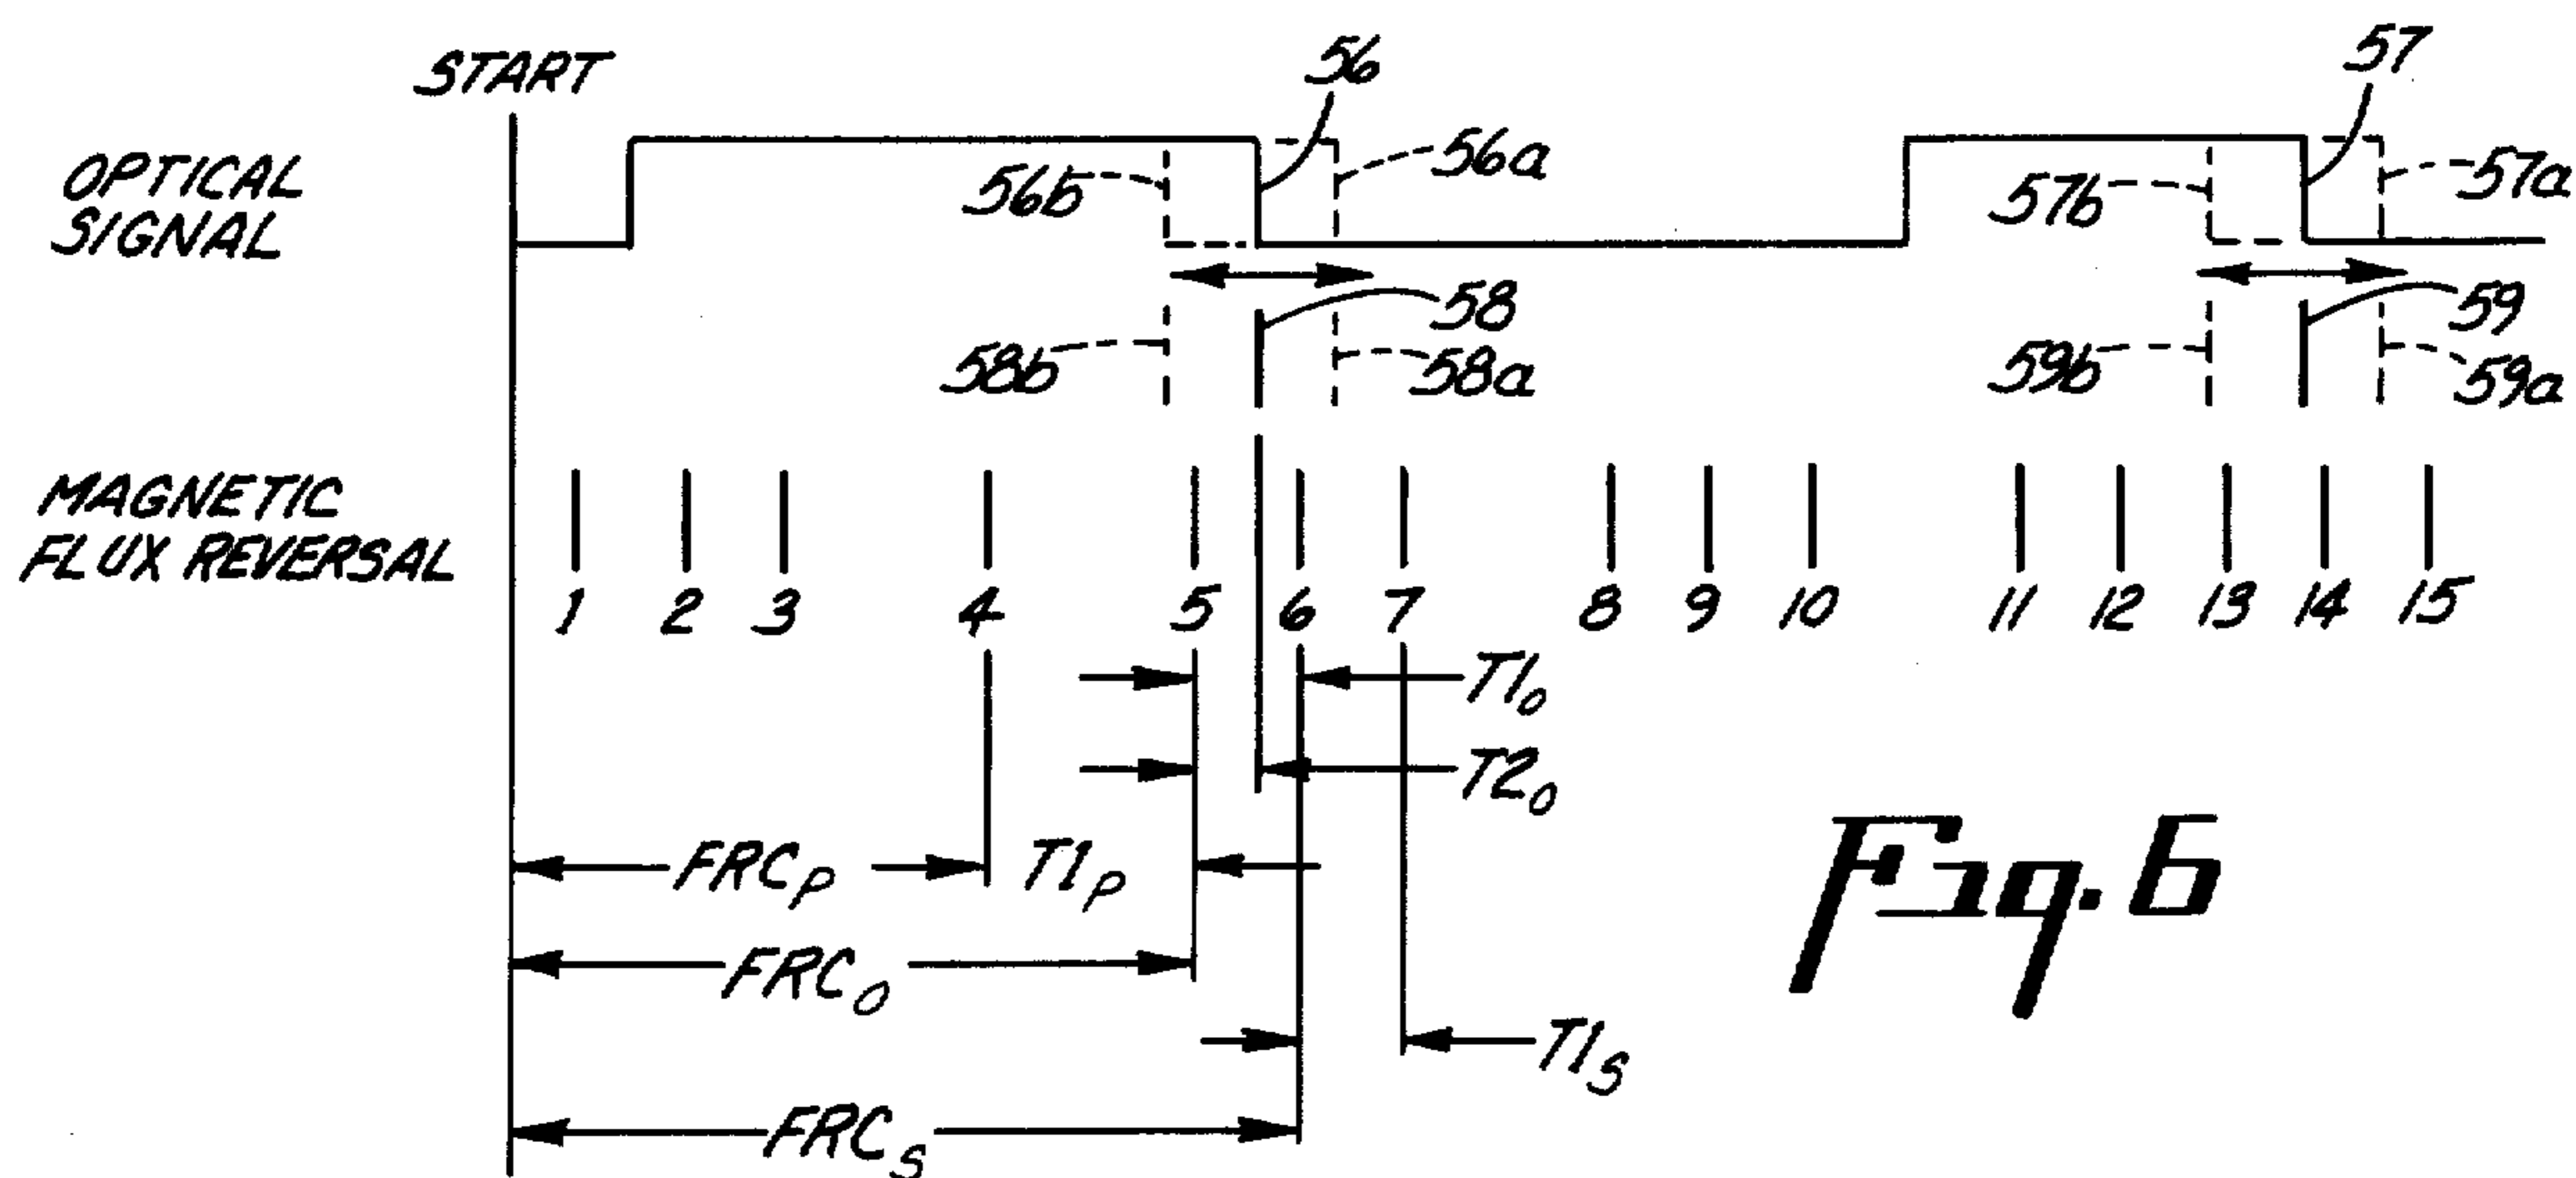 START
56
57
OPTICAL
SIGNAL
56b
56a
57b
57a
58
59
58b
58a
59b
59a
MAGNETIC
FLUX REVERSAL
1 2 3 4 5 6 7 8 9 10 11 12 13 14 15
T1o
T2o
FRCp T1p
FRCo
T1s
FRCs
Fig. 6